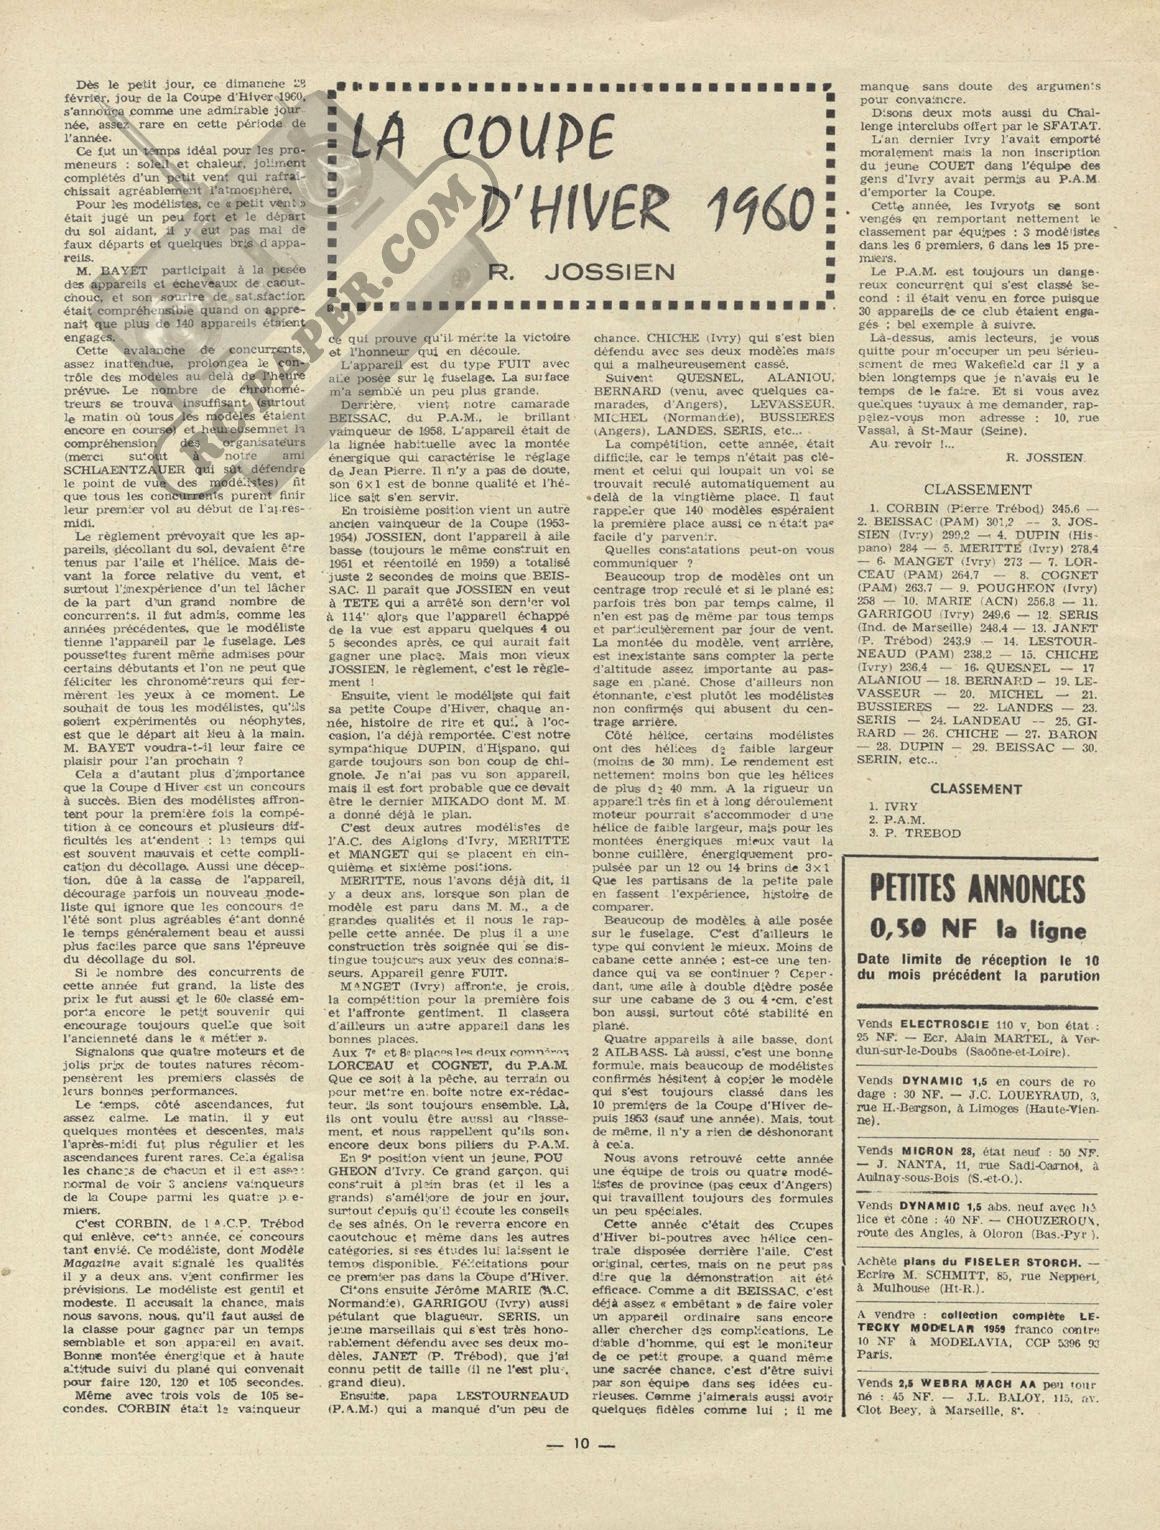 Dès le petit jour, ce dimanche 28
février, jour de la Coupe d'Hiver 1960,
s'annonça comme une admirable jour-
née, assez rare en cette période de
l'année.
Ce fut un temps idéal pour les pro-
meneurs : soleil et chaleur, joliment
complétés d'un petit vent qui rafraî-
chissait agréablement l'atmosphère.
Pour les modélistes, ce « petit vent »
était jugé un peu fort et le départ
du sol aidant, il y eut pas mal de
faux départs et quelques bris d'appa-
reils.
M. BAYET participait à la pesée
des appareils et écheveaux de caout-
chouc, et son sourire de satisfaction
était compréhensible quand on appre-
nait que plus de 140 appareils étaient
engagés.
Cette avalanche de concurrents,
assez inattendue, prolongea le con-
trôle des modèles au delà de l'heure
prévue. Le nombre de chronomé-
treurs se trouva insuffisant (surtout
le matin où tous les modèles étaient
encore en course) et heureusemnet la
compréhension des organisateurs
(merci surtout à notre ami
SCHLAENTZAUER qui sût défendre
le point de vue des modélistes) fit
que tous les concurrents purent finir
leur premier vol au début de l'après-
midi.
Le règlement prévoyait que les ap-
pareils, décollant du sol, devaient être
tenus par l'aile et l'hélice. Mais de-
vant la force relative du vent, et
surtout l'inexpérience d'un tel lâcher
de la part d'un grand nombre de
concurrents, il fut admis, comme les
années précédentes, que le modéliste
tienne l'appareil par le fuselage. Les
poussettes furent même admises pour
certains débutants et l'on ne peut que
féliciter les chronométreurs qui fer-
mèrent les yeux à ce moment. Le
souhait de tous les modélistes, qu'ils
soient expérimentés ou néophytes,
est que le départ ait lieu à la main.
M. BAYET voudra-t-il leur faire ce
plaisir pour l'an prochain ?
Cela a d'autant plus d'importance
que la Coupe d'Hiver est un concours
à succès. Bien des modélistes affron-
tent pour la première fois la compé-
tition à ce concours et plusieurs dif-
ficultés les attendent : le temps qui
est souvent mauvais et cette compli-
cation du décollage. Aussi une décep-
tion, dûe à la casse de l'appareil,
décourage parfois un nouveau mode-
liste qui ignore que les concours de
l'été sont plus agréables étant donné
le temps généralement beau et aussi
plus faciles parce que sans l'épreuve
du décollage du sol.
Si le nombre des concurrents de
cette année fut grand, la liste des
prix le fut aussi et le 60e classé em-
porta encore le petit souvenir qui
encourage toujours quelle que soit
l'ancienneté dans le « métier ».
Signalons que quatre moteurs et de
jolis prix de toutes natures récom-
pensèrent les premiers classés de
leurs bonnes performances.
Le temps, côté ascendances, fut
assez calme. Le matin, il y eut
quelques montées et descentes, mais
l'après-midi fut plus régulier et les
ascendances furent rares. Cela égalisa
les chances de chacun et il est assez
normal de voir 3 anciens vainqueurs
de la Coupe parmi les quatre pre-
miers.
C'est CORBIN, de l'A.C.P. Trébod
qui enlève, cette année, ce concours
tant envié. Ce modéliste, dont Modèle
Magazine avait signalé les qualités
il y a deux ans, vient confirmer les
prévisions. Le modéliste est gentil et
modeste. Il accusait la chance, mais
nous savons, nous, qu'il faut aussi de
la classe pour gagner par un temps
semblable et son appareil en avait.
Bonne montée énergique et à haute
altitude suivi du plané qui convenait
pour faire 120, 120 et 105 secondes.
Même avec trois vols de 105 se-
condes, CORBIN était le vainqueur
LA COUPE
D'HIVER 1960
R. JOSSIEN
ce qui prouve qu'il mérite la victoire
et l'honneur qui en découle.
L'appareil est du type FUIT avec
aile posée sur le fuselage. La surface
m'a semblé un peu plus grande.
Derrière, vient notre camarade
BEISSAC, du P.A.M., le brillant
vainqueur de 1958. L'appareil était de
la lignée habituelle avec la montée
énergique qui caractérise le réglage
de Jean Pierre. Il n'y a pas de doute,
son 6×1 est de bonne qualité et l'hé-
lice sait s'en servir.
En troisième position vient un autre
ancien vainqueur de la Coupe (1953-
1954) JOSSIEN, dont l'appareil à aile
basse (toujours le même construit en
1951 et réentoilé en 1959) a totalisé
juste 2 secondes de moins que BEIS-
SAC. Il paraît que JOSSIEN en veut
à TETE qui a arrêté son dernier vol
à 114" alors que l'appareil échappé
de la vue est apparu quelques 4 ou
5 secondes après, ce qui aurait fait
gagner une place. Mais mon vieux
JOSSIEN, le règlement, c'est le règle-
ment !
Ensuite, vient le modéliste qui fait
sa petite Coupe d'Hiver, chaque an-
née, histoire de rire et qui, à l'oc-
casion, l'a déjà remportée. C'est notre
sympathique DUPIN, d'Hispano, qui
garde toujours son bon coup de chi-
gnole. Je n'ai pas vu son appareil,
mais il est fort probable que ce devait
être le dernier MIKADO dont M. M.
a donné déjà le plan.
C'est deux autres modélistes de
l'A.C. des Aiglons d'Ivry, MERITTE
et MANGET qui se placent en cin-
quième et sixième positions.
MERITTE, nous l'avons déjà dit, il
y a deux ans, lorsque son plan de
modèle est paru dans M. M., a de
grandes qualités et il nous le rap-
pelle cette année. De plus il a une
construction très soignée qui se dis-
tingue toujours aux yeux des connais-
seurs. Appareil genre FUIT.
MANGET (Ivry) affronte, je crois,
la compétition pour la première fois
et l'affronte gentiment. Il classera
d'ailleurs un autre appareil dans les
bonnes places.
Aux 7e et 8e places les deux compères
LORCEAU et COGNET, du P.A.M.
Que ce soit à la pêche, au terrain ou
pour mettre en boîte notre ex-rédac-
teur, ils sont toujours ensemble. Là,
ils ont voulu être aussi au classe-
ment, et nous rappellent qu'ils sont
encore deux bons piliers du P.A.M.
En 9e position vient un jeune, POU
GHEON d'Ivry. Ce grand garçon, qui
construit à plein bras (et il les a
grands) s'améliore de jour en jour,
surtout depuis qu'il écoute les conseils
de ses aînés. On le reverra encore en
caoutchouc et même dans les autres
catégories, si ses études lui laissent le
temps disponible. Félicitations pour
ce premier pas dans la Coupe d'Hiver.
Citons ensuite Jérôme MARIE (A.C.
Normandie), GARRIGOU (Ivry) aussi
pétulant que blagueur, SERIS, un
jeune marseillais qui s'est très hono-
rablement défendu avec ses deux mo-
dèles, JANET (P. Trébod), que j'ai
connu petit de taille (il ne l'est plus,
grand dieu).
Ensuite, papa LESTOURNEAUD
(P.A.M.) qui a manqué d'un peu de
chance. CHICHE (Ivry) qui s'est bien
défendu avec ses deux modèles mais
qui a malheureusement cassé.
Suivent QUESNEL, ALANIOU,
BERNARD (venu, avec quelques ca-
marades, d'Angers), LEVASSEUR,
MICHEL (Normandie), BUSSIERES
(Angers), LANDES, SERIS, etc...
La compétition, cette année, était
difficile, car le temps n'était pas clé-
ment et celui qui loupait un vol se
trouvait reculé automatiquement au
delà de la vingtième place. Il faut
rappeler que 140 modèles espéraient
la première place aussi ce n'était pas
facile d'y parvenir.
Quelles constatations peut-on vous
communiquer ?
Beaucoup trop de modèles ont un
centrage trop reculé et si le plané est
parfois très bon par temps calme, il
n'en est pas de même par tous temps
et particulièrement par jour de vent.
La montée du modèle, vent arrière,
est inexistante sans compter la perte
d'altitude assez importante au pas-
sage en plané. Chose d'ailleurs non
étonnante, c'est plutôt les modélistes
non confirmés qui abusent du cen-
trage arrière.
Côté hélice, certains modélistes
ont des hélices de faible largeur
(moins de 30 mm). Le rendement est
nettement moins bon que les hélices
de plus de 40 mm. A la rigueur un
appareil très fin et à long déroulement
moteur pourrait s'accommoder d'une
hélice de faible largeur, mais pour les
montées énergiques mieux vaut la
bonne cuillère, énergiquement pro-
pulsée par un 12 ou 14 brins de 3×1
Que les partisans de la petite pale
en fassent l'expérience, histoire de
comparer.
Beaucoup de modèles à aile posée
sur le fuselage. C'est d'ailleurs le
type qui convient le mieux. Moins de
cabane cette année ; est-ce une ten-
dance qui va se continuer ? Cepen-
dant, une aile à double dièdre posée
sur une cabane de 3 ou 4 cm, c'est
bon aussi, surtout côté stabilité en
plané.
Quatre appareils à aile basse, dont
2 AILBASS. Là aussi, c'est une bonne
formule, mais beaucoup de modélistes
confirmés hésitent à copier le modèle
qui s'est toujours classé dans les
10 premiers de la Coupe d'Hiver de-
puis 1953 (sauf une année). Mais, tout
de même, il n'y a rien de déshonorant
à cela.
Nous avons retrouvé cette année
une équipe de trois ou quatre modé-
listes de province (pas ceux d'Angers)
qui travaillent toujours des formules
un peu spéciales.
Cette année c'était des Coupes
d'Hiver bi-poutres avec hélice cen-
trale disposée derrière l'aile. C'est
original, certes, mais on ne peut pas
dire que la démonstration ait été
efficace. Comme a dit BEISSAC, c'est
déjà assez « embêtant » de faire voler
un appareil ordinaire sans encore
aller chercher des complications. Le
diable d'homme, qui est le moniteur
de ce petit groupe, a quand même
une sacrée chance, c'est d'être suivi
par son équipe dans ses idées cu-
rieuses. Comme j'aimerais aussi avoir
quelques fidèles comme lui ; il me
manque sans doute des arguments
pour convaincre.
Disons deux mots aussi du Chal-
lenge interclubs offert par le SFATAT.
L'an dernier Ivry l'avait emporté
moralement mais la non inscription
du jeune COUET dans l'équipe des
gens d'Ivry avait permis au P.A.M.
d'emporter la Coupe.
Cette année, les Ivryots se sont
vengés en remportant nettement le
classement par équipes : 3 modélistes
dans les 6 premiers, 6 dans les 15 pre-
miers.
Le P.A.M. est toujours un dange-
reux concurrent qui s'est classé se-
cond : il était venu en force puisque
30 appareils de ce club étaient enga-
gés ; bel exemple à suivre.
Là-dessus, amis lecteurs, je vous
quitte pour m'occuper un peu sérieu-
sement de mes Wakefield car il y a
bien longtemps que je n'avais eu le
temps de le faire. Et si vous avez
quelques tuyaux à me demander, rap-
pelez-vous mon adresse : 10, rue
Vassal, à St-Maur (Seine).
Au revoir !...
R. JOSSIEN.
CLASSEMENT
1. CORBIN (Pierre Trébod) 345.6 —
2. BEISSAC (PAM) 301,2 -- 3. JOS-
SIEN (Ivry) 299.2 — 4. DUPIN (His-
pano) 284 — 5. MERITTE (Ivry) 278.4
— 6. MANGET (Ivry) 273 — 7. LOR-
CEAU (PAM) 264.7 — 8. COGNET
(PAM) 263.7 — 9. POUGHEON (Ivry)
258 — 10. MARIE (ACN) 256.8 — 11.
GARRIGOU (Ivry) 249.6 — 12. SERIS
(Ind. de Marseille) 248.4 — 13. JANET
(P. Trébod) 243.9 — 14. LESTOUR-
NEAUD (PAM) 238.2 — 15. CHICHE
(Ivry) 236.4 — 16. QUESNEL — 17
ALANIOU — 18. BERNARD — 19. LE-
VASSEUR — 20. MICHEL — 21.
BUSSIERES — 22. LANDES — 23.
SERIS — 24. LANDEAU -- 25. GI-
RARD — 26. CHICHE — 27. BARON
— 28. DUPIN — 29. BEISSAC — 30.
SERIN, etc...
CLASSEMENT
1. IVRY
2. P.A.M.
3. P. TREBOD
PETITES ANNONCES
0,50 NF la ligne
Date limite de réception le 10
du mois précédent la parution
Vends ELECTROSCIE 110 v, bon état :
25 NF. — Ecr. Alain MARTEL, à Ver-
dun-sur-le-Doubs (Saoône-et-Loire).
Vends DYNAMIC 1,5 en cours de ro
dage : 30 NF. — J.C. LOUEYRAUD, 3,
rue H.-Bergson, à Limoges (Haute-Vien-
ne).
Vends MICRON 28, état neuf : 50 NF.
— J. NANTA, 11, rue Sadi-Carnot, à
Aulnay-sous-Bois (S.-et-O.).
Vends DYNAMIC 1,5 abs. neuf avec hé
lice et cône : 40 NF. — CHOUZEROUX,
route des Angles, à Oloron (Bas.-Pyr.).
Achète plans du FISELER STORCH. —
Ecrire M. SCHMITT, 85, rue Neppert,
à Mulhouse (Ht-R.).
A vendre : collection complète LE-
TECKY MODELAR 1959 franco contre
10 NF à MODELAVIA, CCP 5396 93
Paris.
Vends 2,5 WEBRA MACH AA peu tour
né : 45 NF. — J.L. BALOY, 115, av.
Clot Beey, à Marseille, 8e.
— 10 —
RCLPAPER.COM